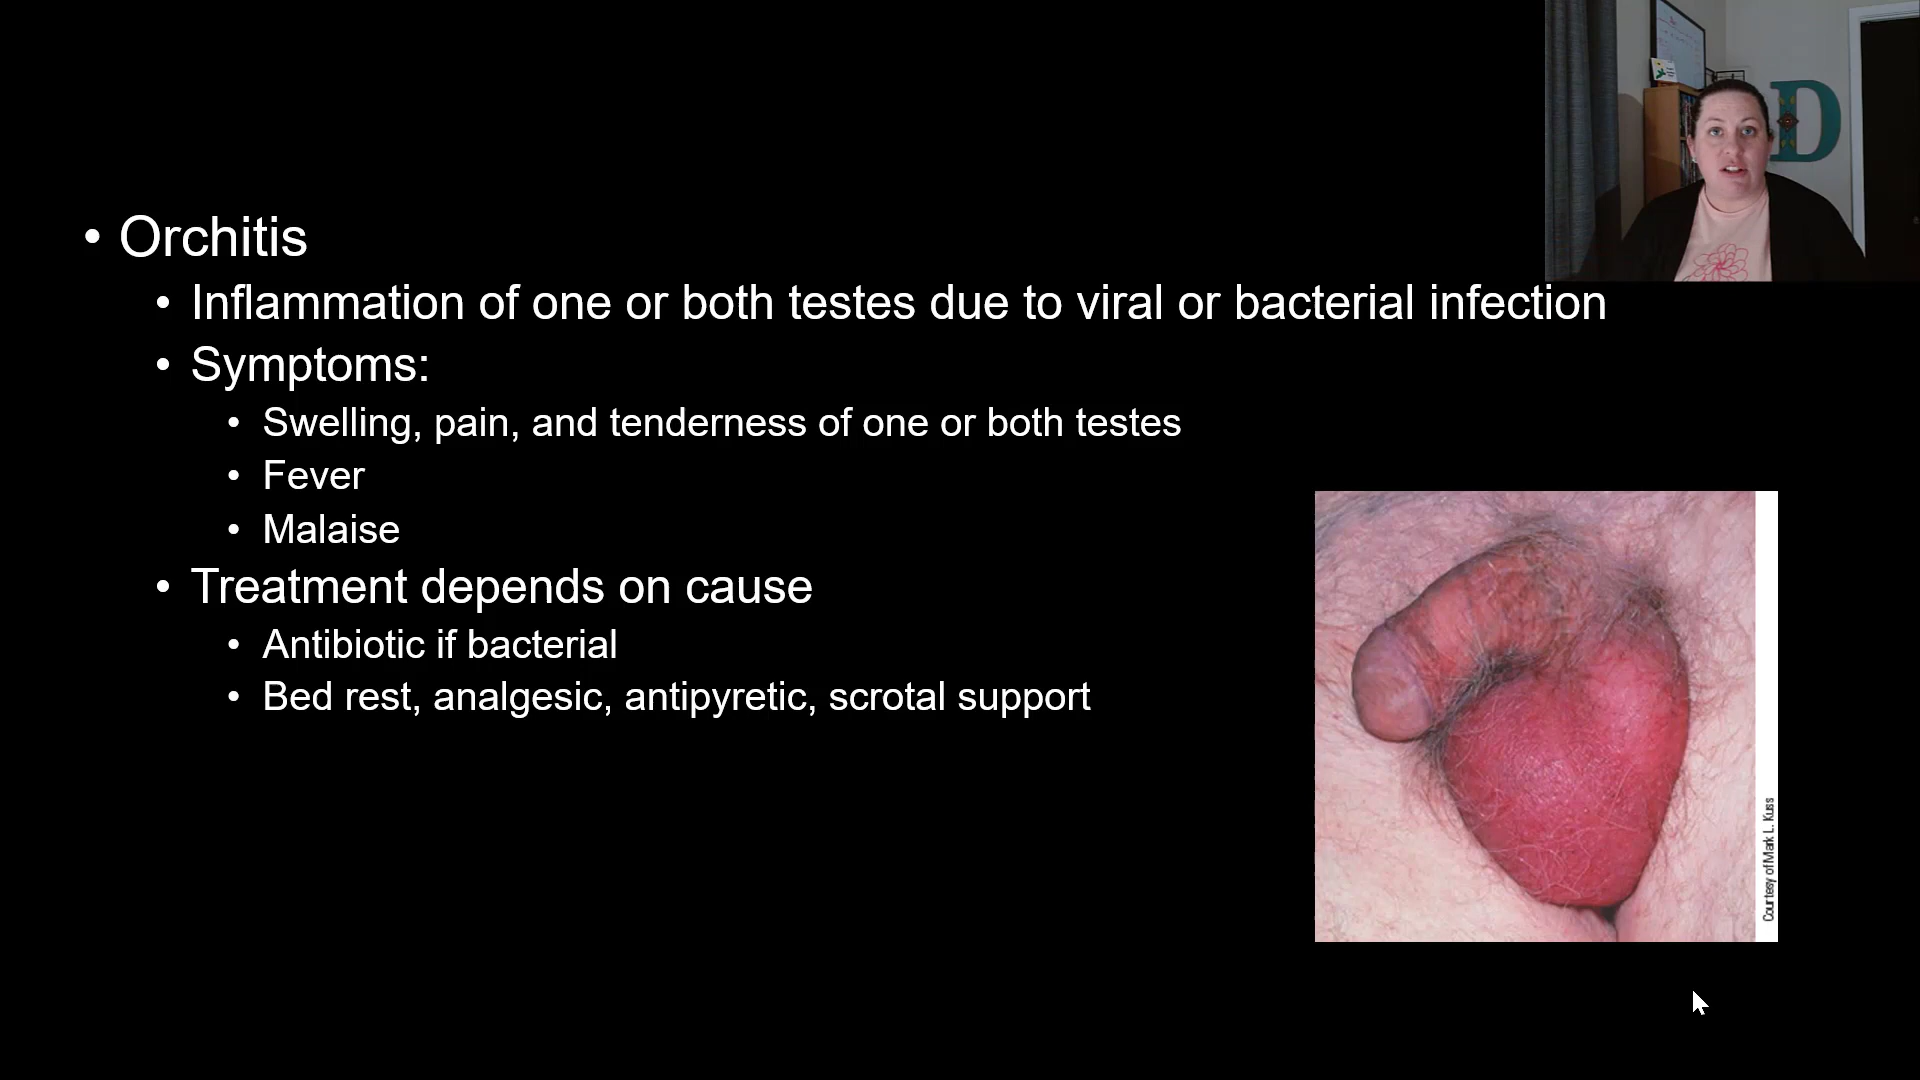 • Orchitis
• Inflammation of one or both testes due to viral or bacterial infection
• Symptoms:
• Swelling, pain, and tenderness of one or both testes
• Fever
• Malaise
• Treatment depends on cause
• Antibiotic if bacterial
• Bed rest, analgesic, antipyretic, scrotal support
Courtesy of Mark L. Kuss
D